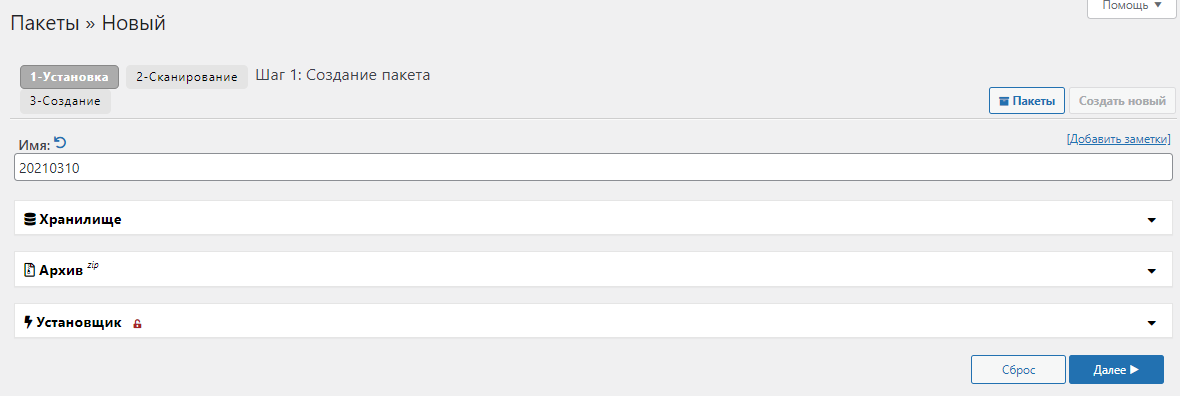 Помощь
Пакеты » Новый
1-Установка 2-Сканирование Шаг 1: Создание пакета
3-Создание
Пакеты Создать новый
Имя: [Добавить заметки]
20210310
Хранилище
Архив zip
Установщик
Сброс Далее